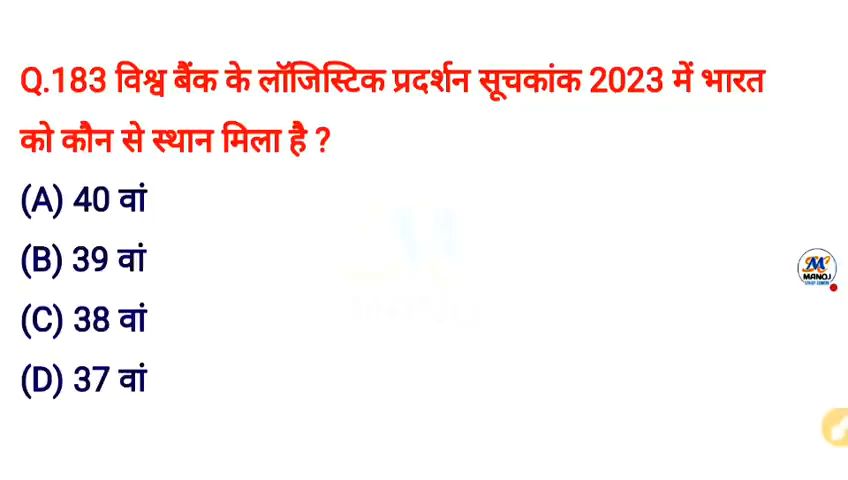 Q.183 विश्व बैंक के लॉजिस्टिक प्रदर्शन सूचकांक 2023 में भारत
को कौन से स्थान मिला है ?
(A) 40 वां
(B) 39 वां
(C) 38 वां
(D) 37 वां
MANOJ